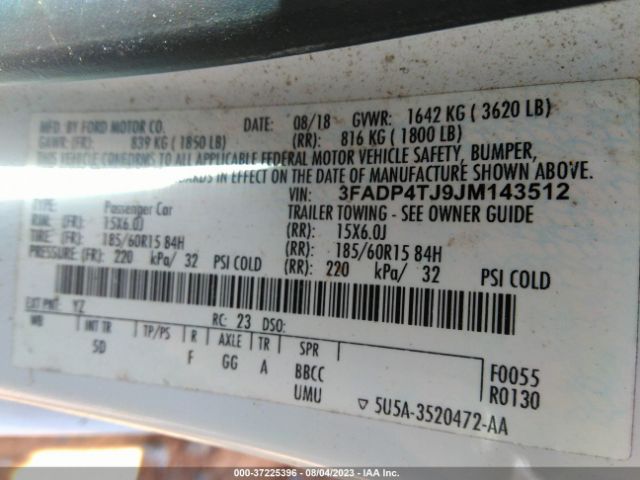 MFD. BY FORD MOTOR CO. DATE: 08/18 GVWR: 1642 KG ( 3620 LB)
GAWR: (FR): 839 KG ( 1850 LB) (RR): 816 KG ( 1800 LB)
THIS VEHICLE CONFORMS TO ALL APPLICABLE FEDERAL MOTOR VEHICLE SAFETY, BUMPER,
STANDARDS IN EFFECT ON THE DATE OF MANUFACTURE SHOWN ABOVE.
VIN: 3FADP4TJ9JM143512
TYPE: Passenger Car TRAILER TOWING - SEE OWNER GUIDE
RIM: (FR): 15X6.0J (RR): 15X6.0J
TIRE: (FR): 185/60R15 84H (RR): 185/60R15 84H
PRESSURE: (FR): 220 kPa/ 32 PSI COLD (RR): 220 kPa/ 32 PSI COLD
EXT PNT: YZ RC: 23 DSO:
WB INT TR TP/PS R AXLE TR SPR
5D F GG A BBCC
UMU
F0055
R0130
▽ 5U5A-3520472-AA
000-37225396 - 08/04/2023 - IAA Inc.